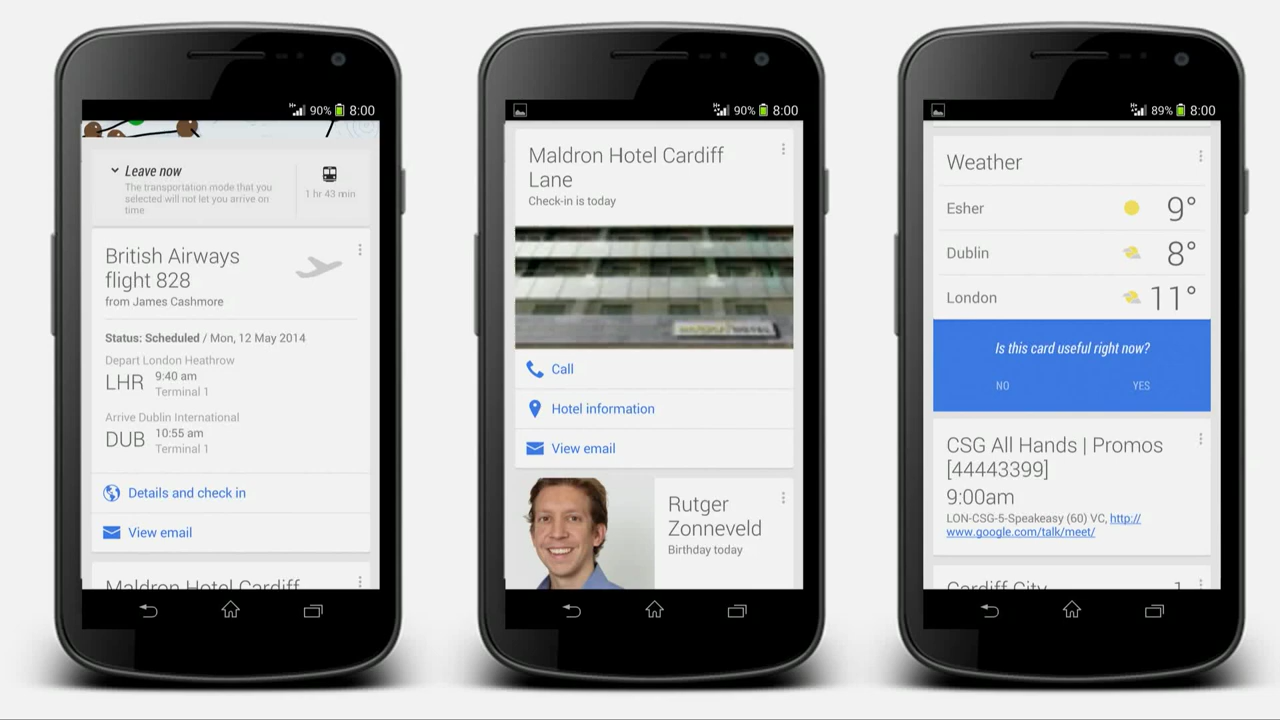 90% 8:00
Leave now
The transportation mode that you
selected will not let you arrive on
time
1 hr 43 min
British Airways
flight 828
from James Cashmore
Status: Scheduled / Mon, 12 May 2014
Depart London Heathrow
LHR 9:40 am
Terminal 1
Arrive Dublin International
DUB 10:55 am
Terminal 1
Details and check in
View email
Maldron Hotel Cardiff
90% 8:00
Maldron Hotel Cardiff
Lane
Check-in is today
Call
Hotel information
View email
Rutger
Zonneveld
Birthday today
89% 8:00
Weather
Esher 9°
Dublin 8°
London 11°
Is this card useful right now?
NO YES
CSG All Hands | Promos
[44443399]
9:00am
LON-CSG-5-Speakeasy (60) VC, http://
www.google.com/talk/meet/
Cardiff City 1